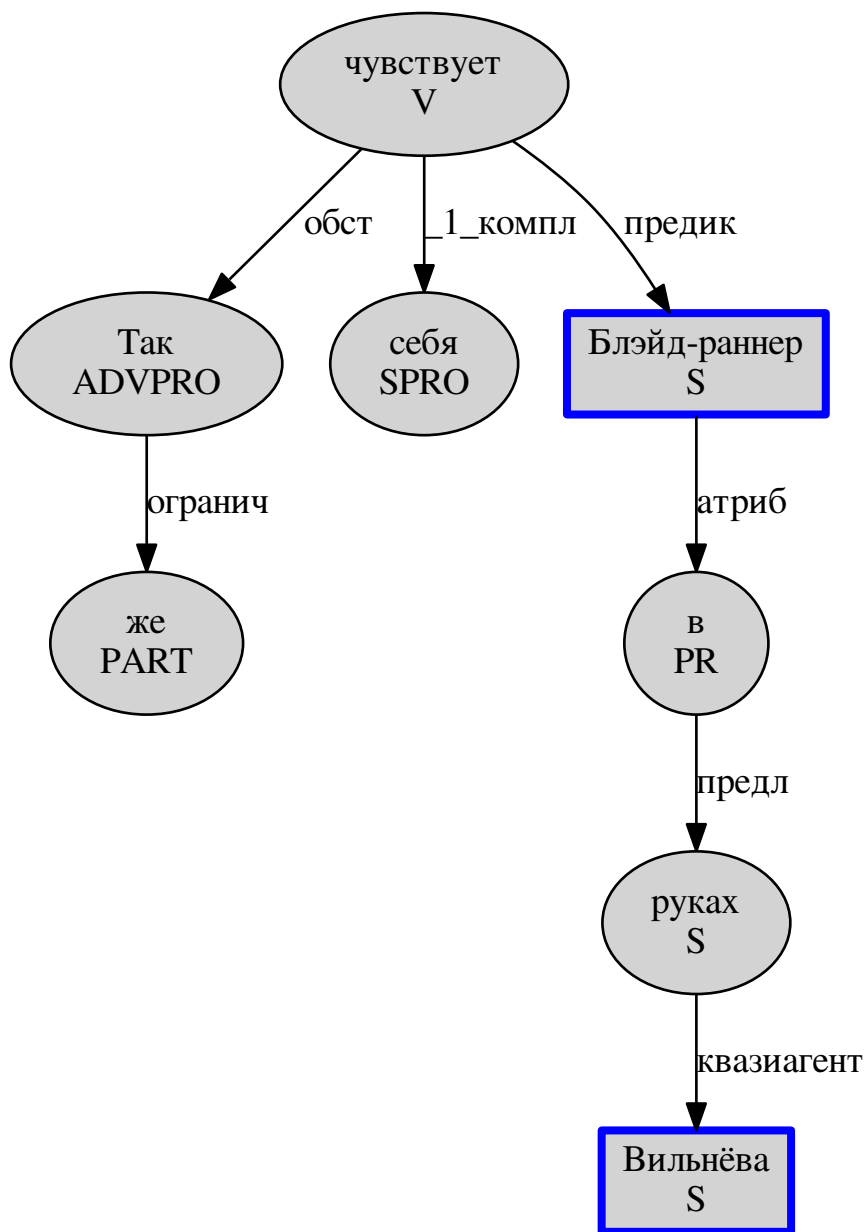 чувствует
V
обст
_1_компл
предик
Так
ADVPRO
себя
SPRO
Блэйд-раннер
S
огранич
атриб
же
PART
в
PR
предл
руках
S
квазиагент
Вильнёва
S